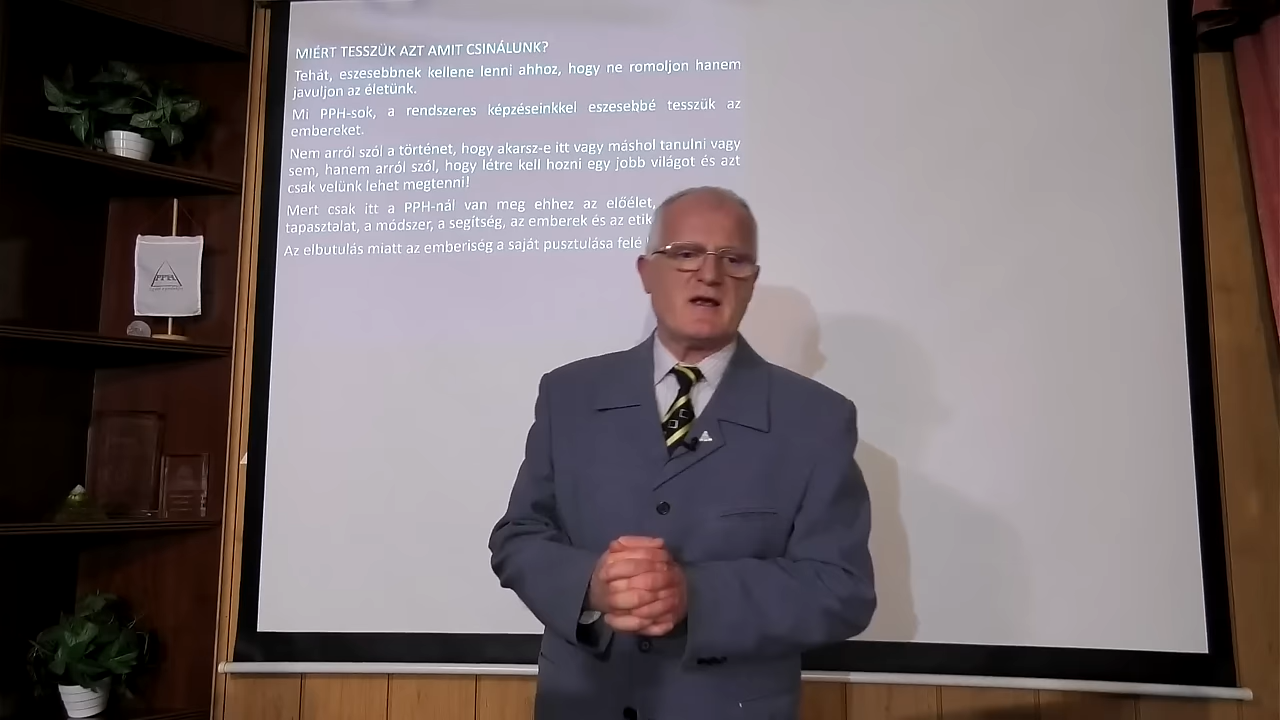 MIÉRT TESSZÜK AZT AMIT CSINÁLUNK?
Tehát, eszesebbnek kellene lenni ahhoz, hogy ne romoljon hanem
javuljon az életünk.
Mi PPH-sok, a rendszeres képzéseinkkel eszesebbé tesszük az
embereket.
Nem arról szól a történet, hogy akarsz-e itt vagy máshol tanulni vagy
sem, hanem arról szól, hogy létre kell hozni egy jobb világot és azt
csak velünk lehet megtenni!
Mert csak itt a PPH-nál van meg ehhez az előélet,
tapasztalat, a módszer, a segítség, az emberek és az etik
Az elbutulás miatt az emberiség a saját pusztulása felé
PPH